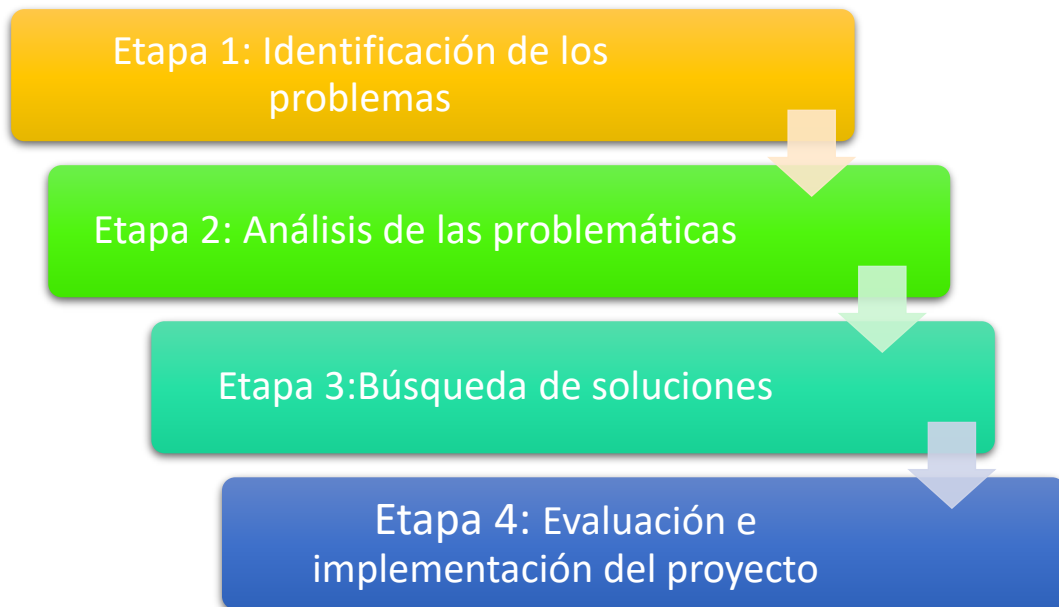 Etapa 1: Identificación de los
problemas
Etapa 2: Análisis de las problemáticas
Etapa 3:Búsqueda de soluciones
Etapa 4: Evaluación e
implementación del proyecto